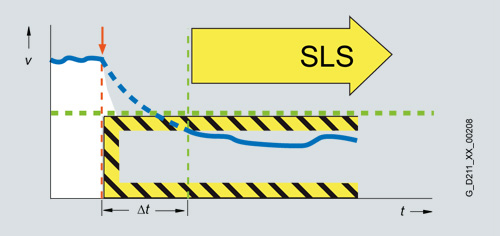 SLS
v
Δt
t
G_D211_XX_00208